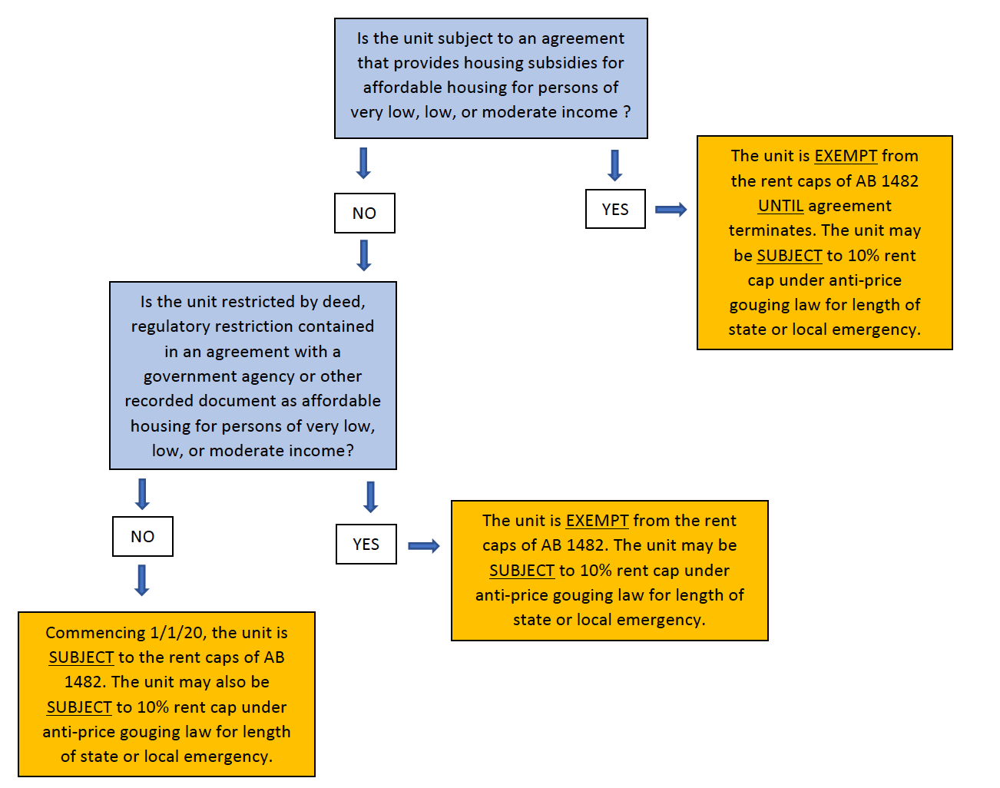 Is the unit subject to an agreement
that provides housing subsidies for
affordable housing for persons of
very low, low, or moderate income ?
NO
YES
The unit is EXEMPT from
the rent caps of AB 1482
UNTIL agreement
terminates. The unit may
be SUBJECT to 10% rent
cap under anti-price
gouging law for length of
state or local emergency.
Is the unit restricted by deed,
regulatory restriction contained
in an agreement with a
government agency or other
recorded document as affordable
housing for persons of very low,
low, or moderate income?
NO
YES
The unit is EXEMPT from the rent
caps of AB 1482. The unit may be
SUBJECT to 10% rent cap under
anti-price gouging law for length of
state or local emergency.
Commencing 1/1/20, the unit is
SUBJECT to the rent caps of AB
1482. The unit may also be
SUBJECT to 10% rent cap under
anti-price gouging law for length
of state or local emergency.